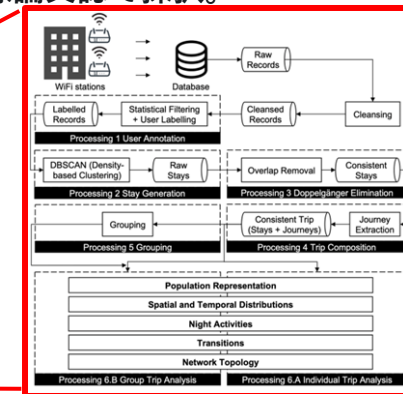 WiFi stations
Database
Raw
Records
Labelled
Records
Statistical Filtering
+ User Labelling
Cleansed
Records
Cleansing
Processing 1 User Annotation
DBSCAN (Density-
based Clustering)
Raw
Stays
Overlap Removal
Consistent
Stays
Processing 2 Stay Generation
Processing 3 Doppelgänger Elimination
Grouping
Consistent Trip
(Stays + Journeys)
Journey
Extraction
Processing 5 Grouping
Processing 4 Trip Composition
Population Representation
Spatial and Temporal Distributions
Night Activities
Transitions
Network Topology
Processing 6.B Group Trip Analysis
Processing 6.A Individual Trip Analysis